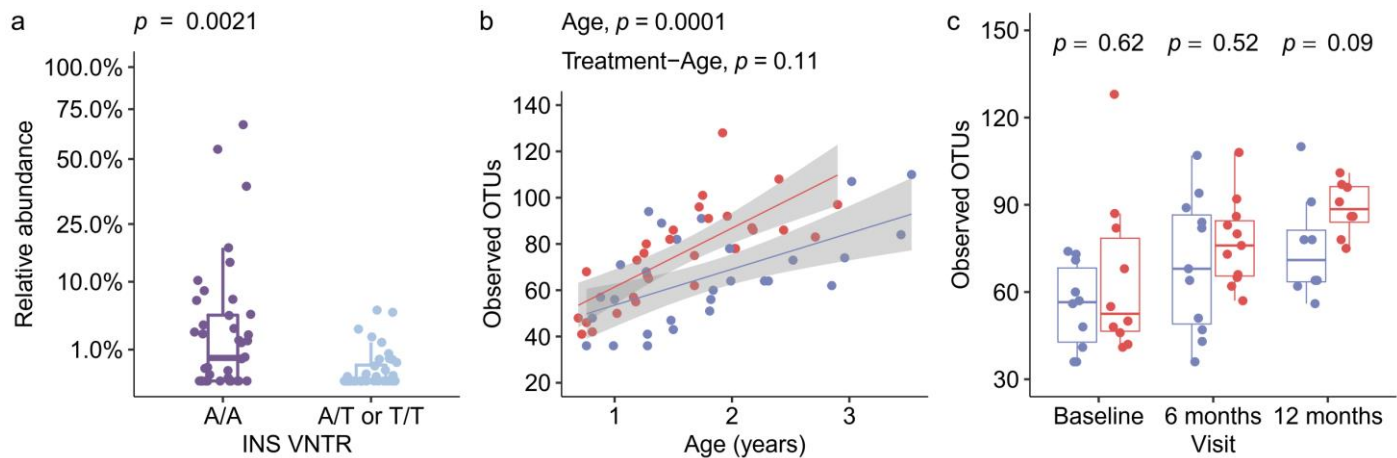 a
p = 0.0021
Relative abundance
100.0%
75.0%
50.0%
25.0%
10.0%
1.0%
A/A
A/T or T/T
INS VNTR
b
Age, p = 0.0001
Treatment−Age, p = 0.11
Observed OTUs
140
120
100
80
60
40
20
1
2
3
Age (years)
c
p = 0.62
p = 0.52
p = 0.09
Observed OTUs
150
120
90
60
30
Baseline
6 months
12 months
Visit